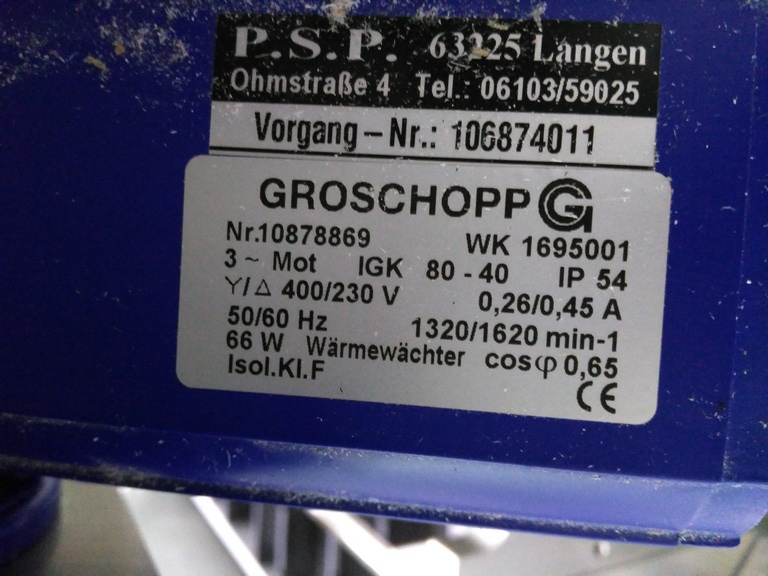 P.S.P. 63225 Langen
Ohmstraße 4 Tel.: 06103/59025
Vorgang – Nr.: 106874011
GROSCHOPP G
Nr.10878869 WK 1695001
3 ~ Mot IGK 80 - 40 IP 54
Y/△ 400/230 V 0,26/0,45 A
50/60 Hz 1320/1620 min-1
66 W Wärmewächter cosφ 0,65
Isol.Kl.F
CE